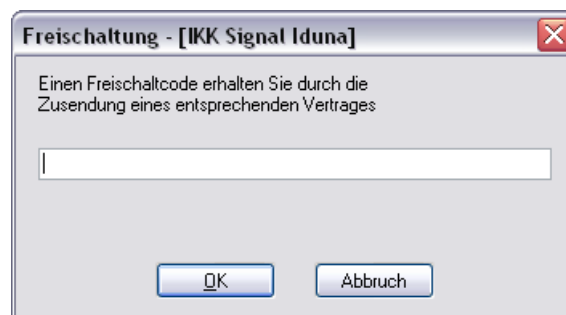 Freischaltung - [IKK Signal Iduna]
Einen Freischaltcode erhalten Sie durch die
Zusendung eines entsprechenden Vertrages
OK
Abbruch